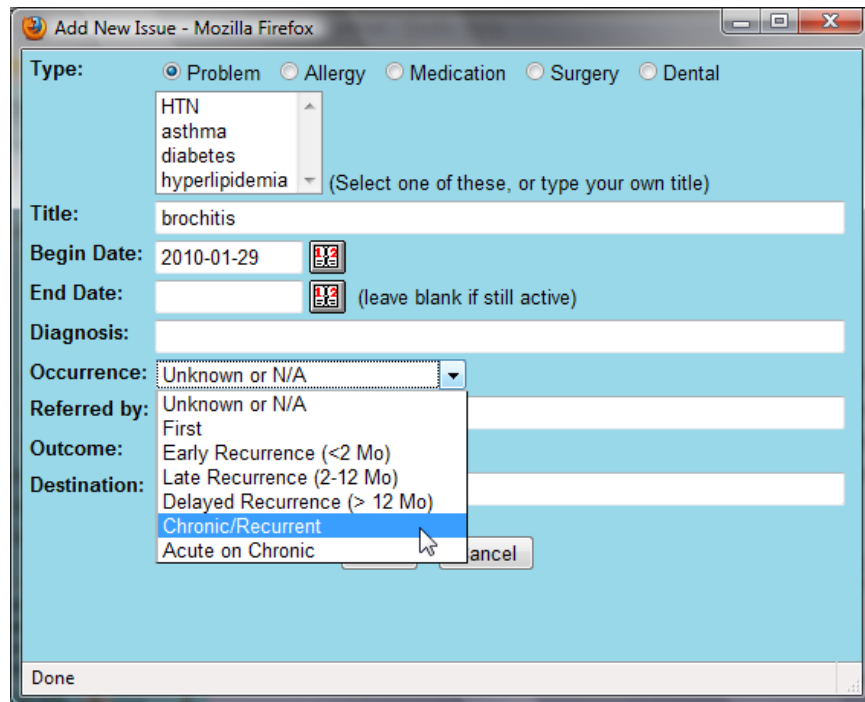 Add New Issue - Mozilla Firefox
Type: Problem Allergy Medication Surgery Dental
HTN
asthma
diabetes
hyperlipidemia (Select one of these, or type your own title)
Title: brochitis
Begin Date: 2010-01-29
End Date: (leave blank if still active)
Diagnosis:
Occurrence: Unknown or N/A
Unknown or N/A
Referred by:
First
Outcome: Early Recurrence (<2 Mo)
Late Recurrence (2-12 Mo)
Destination:
Delayed Recurrence (> 12 Mo)
Chronic/Recurrent
Acute on Chronic
ancel
Done